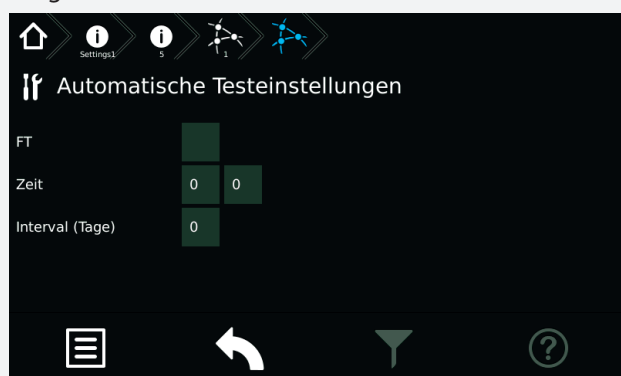 Settings1
5
1
Automatische Testeinstellungen
FT
Zeit 0 0
Interval (Tage) 0